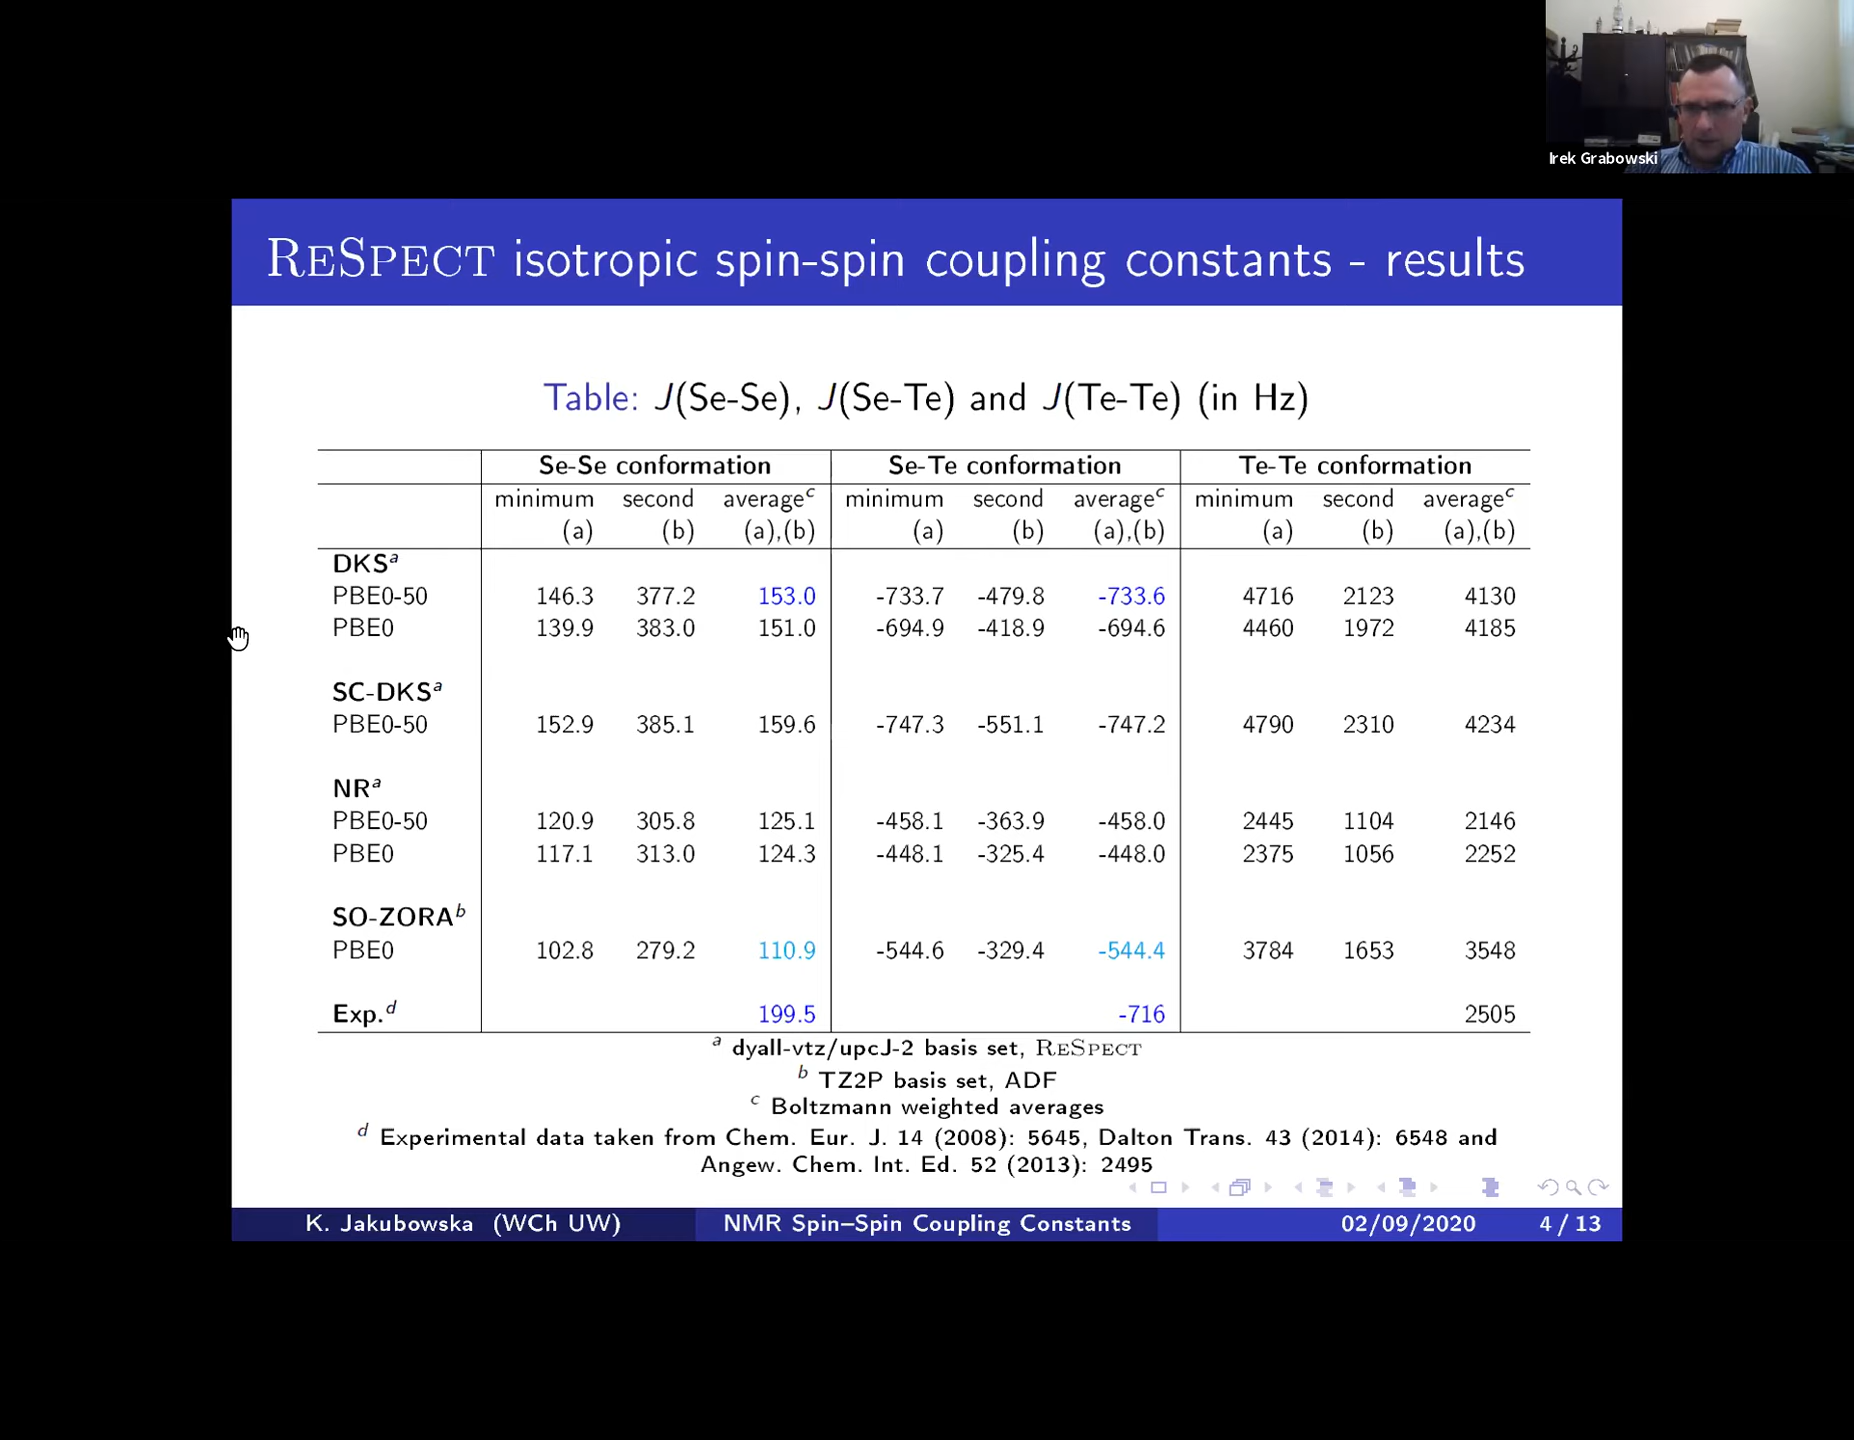 Irek Grabowski
ReSpect isotropic spin-spin coupling constants - results
Table: J(Se-Se), J(Se-Te) and J(Te-Te) (in Hz)
Se-Se conformation Se-Te conformation Te-Te conformation
minimum second average^c minimum second average^c minimum second average^c
(a) (b) (a),(b) (a) (b) (a),(b) (a) (b) (a),(b)
DKS^a
PBE0-50 146.3 377.2 153.0 -733.7 -479.8 -733.6 4716 2123 4130
PBE0 139.9 383.0 151.0 -694.9 -418.9 -694.6 4460 1972 4185
SC-DKS^a
PBE0-50 152.9 385.1 159.6 -747.3 -551.1 -747.2 4790 2310 4234
NR^a
PBE0-50 120.9 305.8 125.1 -458.1 -363.9 -458.0 2445 1104 2146
PBE0 117.1 313.0 124.3 -448.1 -325.4 -448.0 2375 1056 2252
SO-ZORA^b
PBE0 102.8 279.2 110.9 -544.6 -329.4 -544.4 3784 1653 3548
Exp.^d 199.5 -716 2505
^a dyall-vtz/upcJ-2 basis set, ReSpect
^b TZ2P basis set, ADF
^c Boltzmann weighted averages
^d Experimental data taken from Chem. Eur. J. 14 (2008): 5645, Dalton Trans. 43 (2014): 6548 and
Angew. Chem. Int. Ed. 52 (2013): 2495
K. Jakubowska (WCh UW) NMR Spin–Spin Coupling Constants 02/09/2020 4 / 13